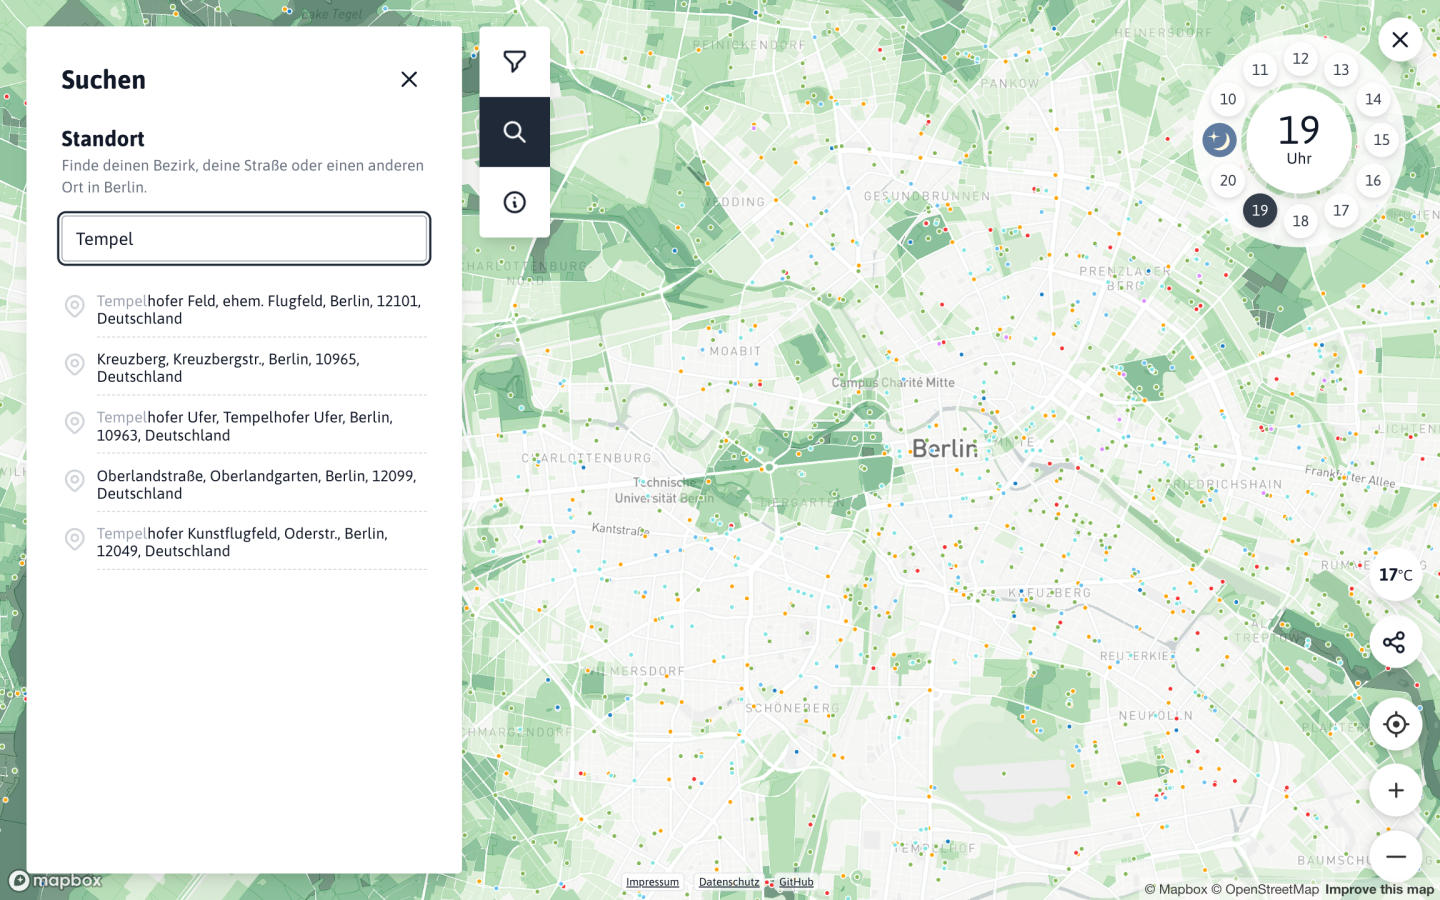 Suchen
Standort
Finde deinen Bezirk, deine Straße oder einen anderen
Ort in Berlin.
Tempel
Tempelhofer Feld, ehem. Flugfeld, Berlin, 12101,
Deutschland
Kreuzberg, Kreuzbergstr., Berlin, 10965,
Deutschland
Tempelhofer Ufer, Tempelhofer Ufer, Berlin,
10963, Deutschland
Oberlandstraße, Oberlandgarten, Berlin, 12099,
Deutschland
Tempelhofer Kunstflugfeld, Oderstr., Berlin,
12049, Deutschland
mapbox
Lake Tegel
REINICKENDORF
HEINERSDORF
PANKOW
WEDDING
GESUNDBRUNNEN
CHARLOTTENBURG
NORD
PRENZLAUER
BERG
MOABIT
Campus Charité Mitte
Berlin
MITTE
CHARLOTTENBURG
Technische
Universität Berlin
TIERGARTEN
FRIEDRICHSHAIN
Frankfurter Allee
Kantstraße
KREUZBERG
ALT
TREPTOW
REUTERKIEZ
WILMERSDORF
SCHÖNEBERG
NEUKÖLLN
TEMPELHOF
11
12
13
10
14
19
Uhr
15
20
16
19
18
17
17°C
Impressum
Datenschutz
GitHub
© Mapbox © OpenStreetMap Improve this map